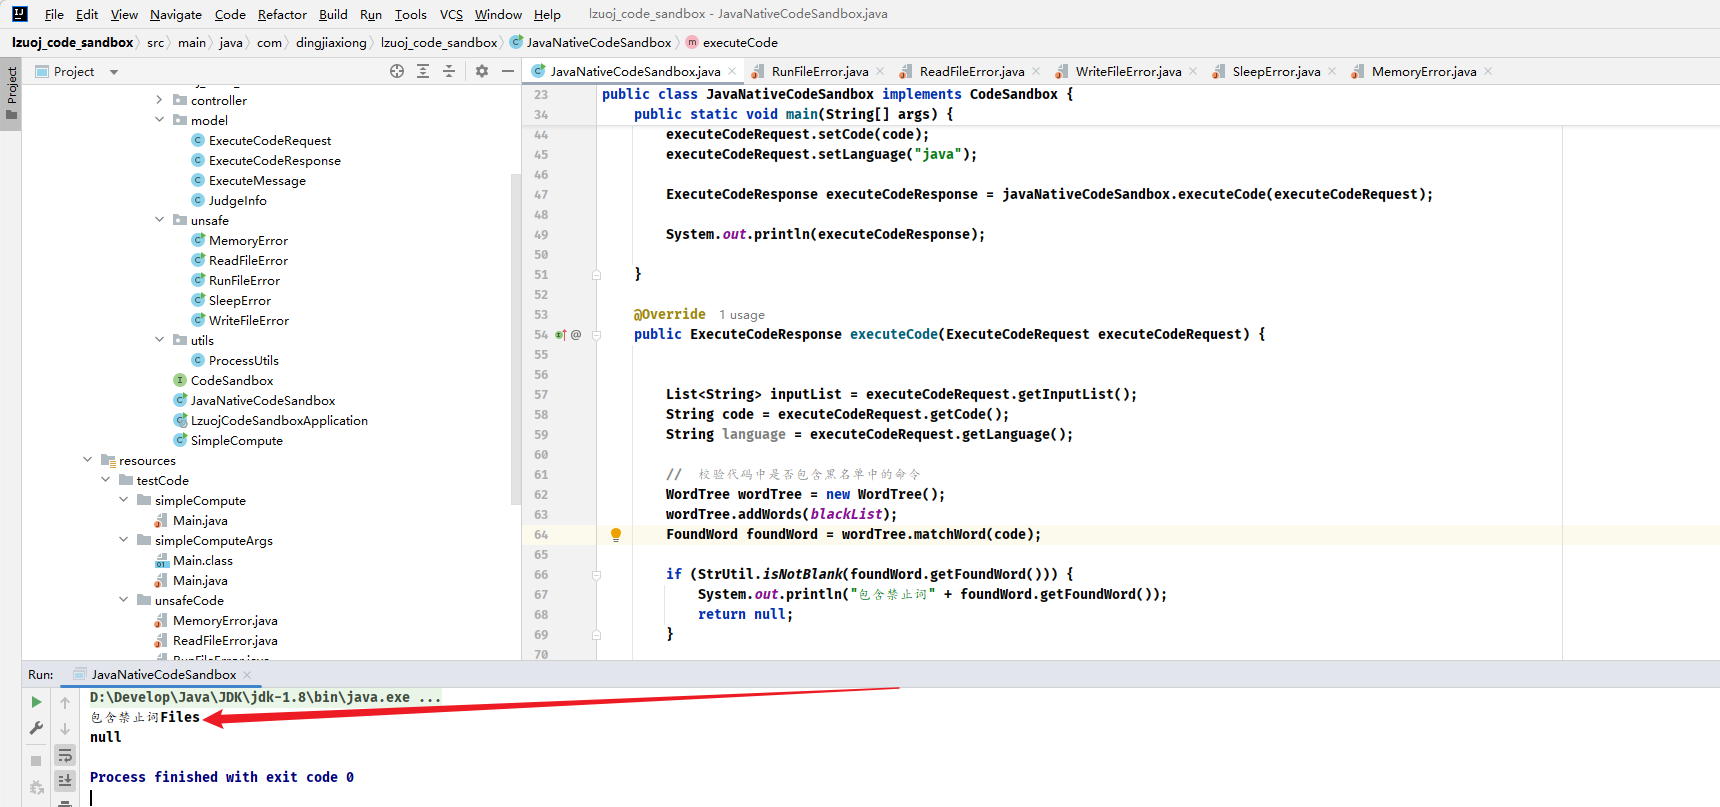 File Edit View Navigate Code Refactor Build Run Tools VCS Window Help lzuoj_code_sandbox - JavaNativeCodeSandbox.java
lzuoj_code_sandbox src main java com dingjiaxiong lzuoj_code_sandbox JavaNativeCodeSandbox executeCode
Project
Project
controller
model
ExecuteCodeRequest
ExecuteCodeResponse
ExecuteMessage
JudgeInfo
unsafe
MemoryError
ReadFileError
RunFileError
SleepError
WriteFileError
utils
ProcessUtils
CodeSandbox
JavaNativeCodeSandbox
LzuojCodeSandboxApplication
SimpleCompute
resources
testCode
simpleCompute
Main.java
simpleComputeArgs
Main.class
Main.java
unsafeCode
MemoryError.java
ReadFileError.java
RunFileError.java
JavaNativeCodeSandbox.java RunFileError.java ReadFileError.java WriteFileError.java SleepError.java MemoryError.java
23 public class JavaNativeCodeSandbox implements CodeSandbox {
34 public static void main(String[] args) {
44 executeCodeRequest.setCode(code);
45 executeCodeRequest.setLanguage("java");
46
47 ExecuteCodeResponse executeCodeResponse = javaNativeCodeSandbox.executeCode(executeCodeRequest);
48
49 System.out.println(executeCodeResponse);
50
51 }
52
53 @Override 1 usage
54 public ExecuteCodeResponse executeCode(ExecuteCodeRequest executeCodeRequest) {
55
56
57 List<String> inputList = executeCodeRequest.getInputList();
58 String code = executeCodeRequest.getCode();
59 String language = executeCodeRequest.getLanguage();
60
61 // 校验代码中是否包含黑名单中的命令
62 WordTree wordTree = new WordTree();
63 wordTree.addWords(blackList);
64 FoundWord foundWord = wordTree.matchWord(code);
65
66 if (StrUtil.isNotBlank(foundWord.getFoundWord())) {
67 System.out.println("包含禁止词" + foundWord.getFoundWord());
68 return null;
69 }
70
Run: JavaNativeCodeSandbox
D:\Develop\Java\JDK\jdk-1.8\bin\java.exe ...
包含禁止词Files
null
Process finished with exit code 0